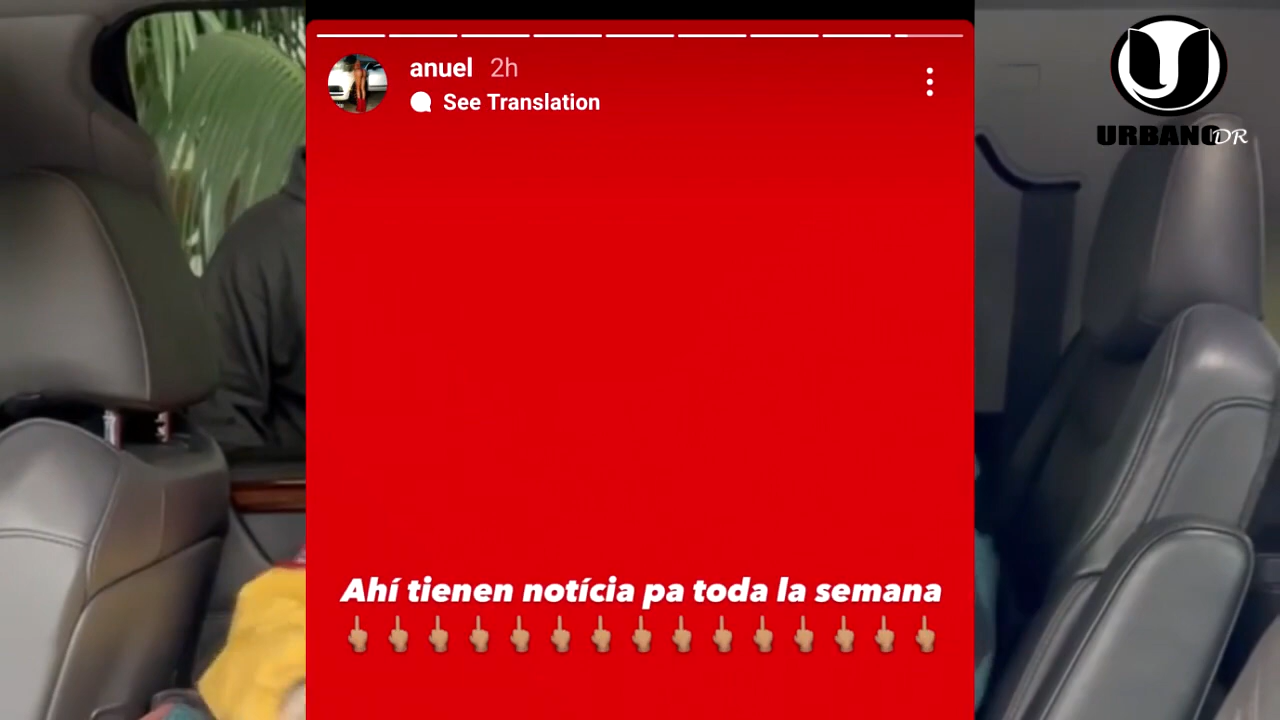 anuel 2h
See Translation
URBANO DR
Ahí tienen notícia pa toda la semana
🖕🏽🖕🏽🖕🏽🖕🏽🖕🏽🖕🏽🖕🏽🖕🏽🖕🏽🖕🏽🖕🏽🖕🏽🖕🏽🖕🏽🖕🏽